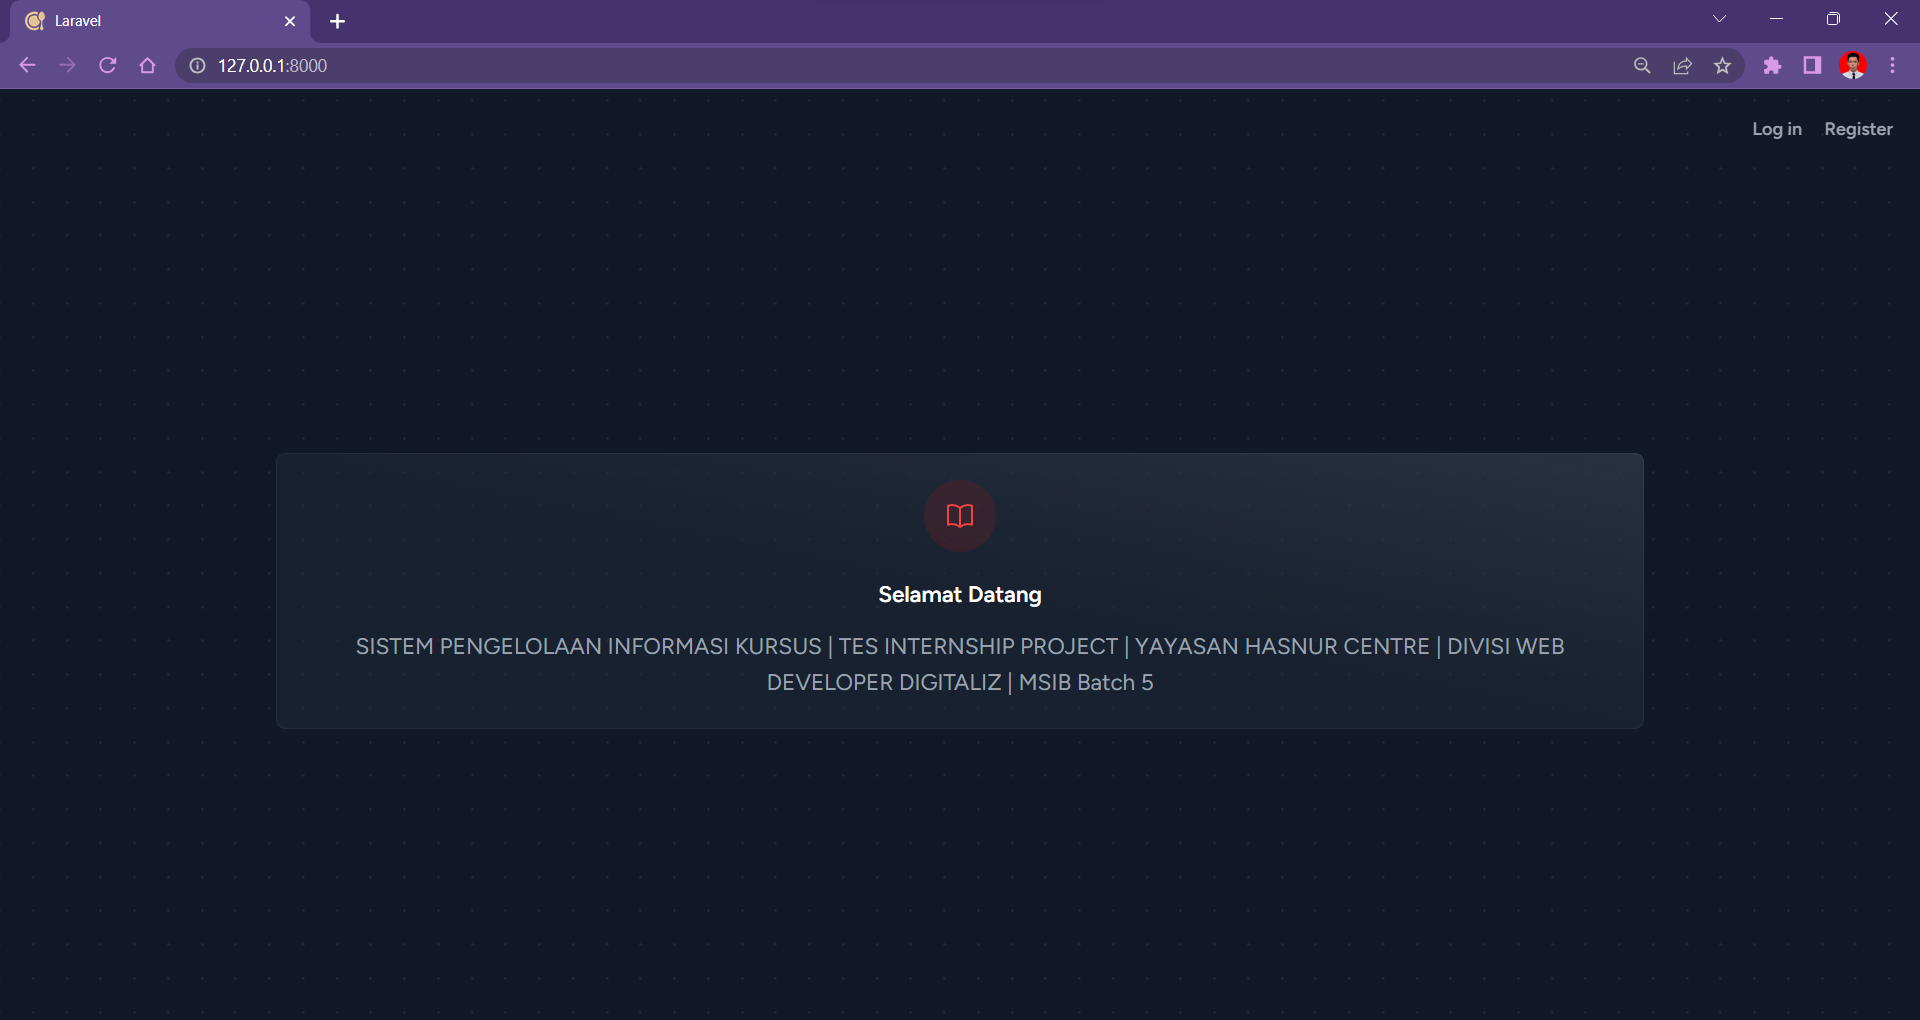 Laravel
127.0.0.1:8000
Log in Register
Selamat Datang
SISTEM PENGELOLAAN INFORMASI KURSUS | TES INTERNSHIP PROJECT | YAYASAN HASNUR CENTRE | DIVISI WEB
DEVELOPER DIGITALIZ | MSIB Batch 5